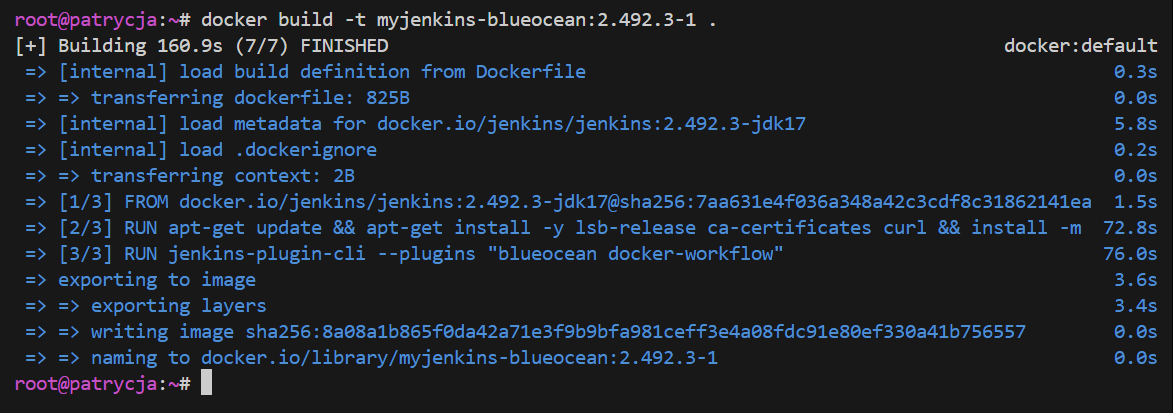 root@patrycja:~# docker build -t myjenkins-blueocean:2.492.3-1 .
[+] Building 160.9s (7/7) FINISHED docker:default
=> [internal] load build definition from Dockerfile 0.3s
=> => transferring dockerfile: 825B 0.0s
=> [internal] load metadata for docker.io/jenkins/jenkins:2.492.3-jdk17 5.8s
=> [internal] load .dockerignore 0.2s
=> => transferring context: 2B 0.0s
=> [1/3] FROM docker.io/jenkins/jenkins:2.492.3-jdk17@sha256:7aa631e4f036a348a42c3cdf8c31862141ea 1.5s
=> [2/3] RUN apt-get update && apt-get install -y lsb-release ca-certificates curl && install -m 72.8s
=> [3/3] RUN jenkins-plugin-cli --plugins "blueocean docker-workflow" 76.0s
=> exporting to image 3.6s
=> => exporting layers 3.4s
=> => writing image sha256:8a08a1b865f0da42a71e3f9b9bfa981ceff3e4a08fdc91e80ef330a41b756557 0.0s
=> => naming to docker.io/library/myjenkins-blueocean:2.492.3-1 0.0s
root@patrycja:~#